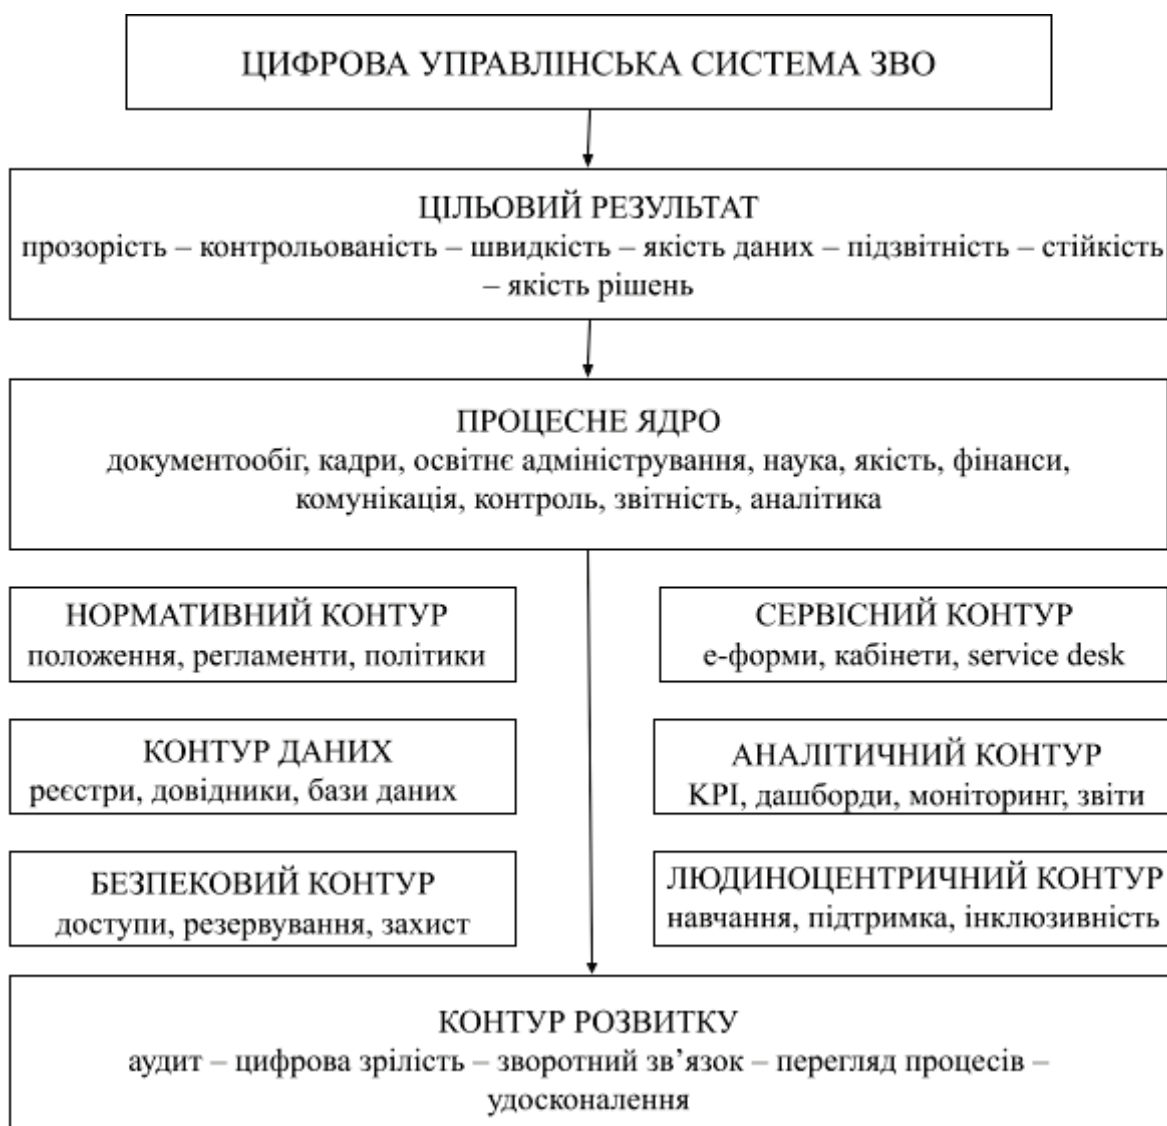 ЦИФРОВА УПРАВЛІНСЬКА СИСТЕМА ЗВО
ЦІЛЬОВИЙ РЕЗУЛЬТАТ
прозорість – контрольованість – швидкість – якість даних – підзвітність – стійкість
– якість рішень
ПРОЦЕСНЕ ЯДРО
документообіг, кадри, освітнє адміністрування, наука, якість, фінанси,
комунікація, контроль, звітність, аналітика
НОРМАТИВНИЙ КОНТУР
положення, регламенти, політики
СЕРВІСНИЙ КОНТУР
е-форми, кабінети, service desk
КОНТУР ДАНИХ
реєстри, довідники, бази даних
АНАЛІТИЧНИЙ КОНТУР
KPI, дашборди, моніторинг, звіти
БЕЗПЕКОВИЙ КОНТУР
доступи, резервування, захист
ЛЮДИНОЦЕНТРИЧНИЙ КОНТУР
навчання, підтримка, інклюзивність
КОНТУР РОЗВИТКУ
аудит – цифрова зрілість – зворотний зв’язок – перегляд процесів –
удосконалення